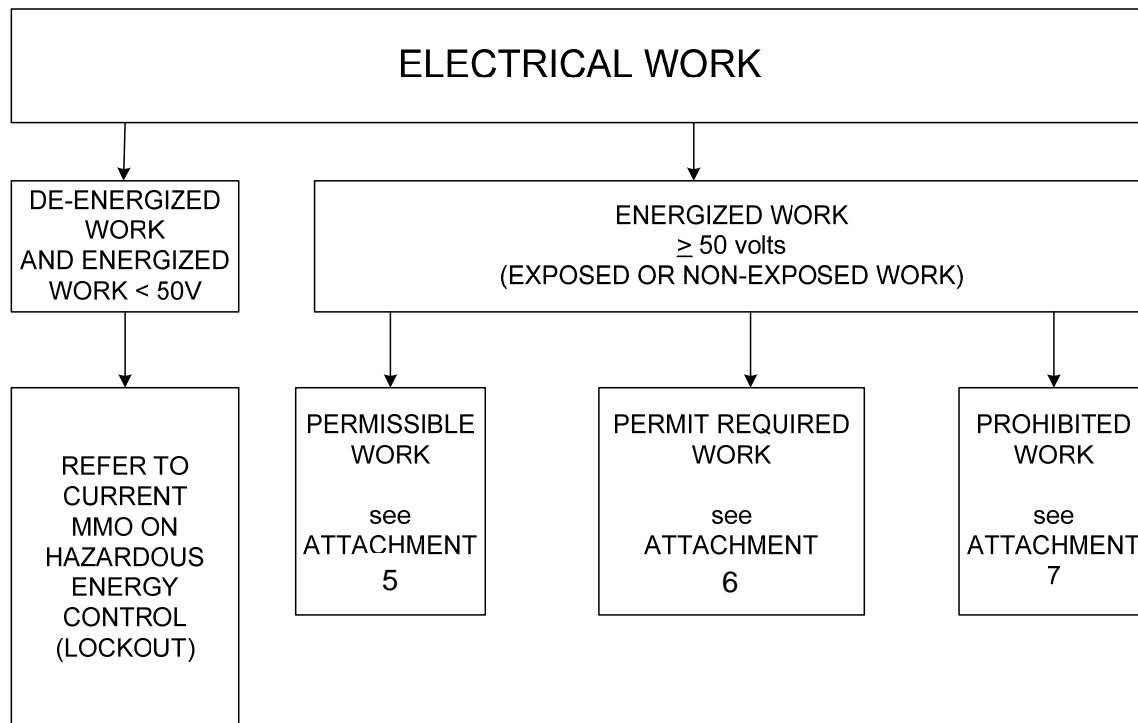 ELECTRICAL WORK
DE-ENERGIZED
WORK
AND ENERGIZED
WORK < 50V
ENERGIZED WORK
≥ 50 volts
(EXPOSED OR NON-EXPOSED WORK)
REFER TO
CURRENT
MMO ON
HAZARDOUS
ENERGY
CONTROL
(LOCKOUT)
PERMISSIBLE
WORK
see
ATTACHMENT
5
PERMIT REQUIRED
WORK
see
ATTACHMENT
6
PROHIBITED
WORK
see
ATTACHMENT
7